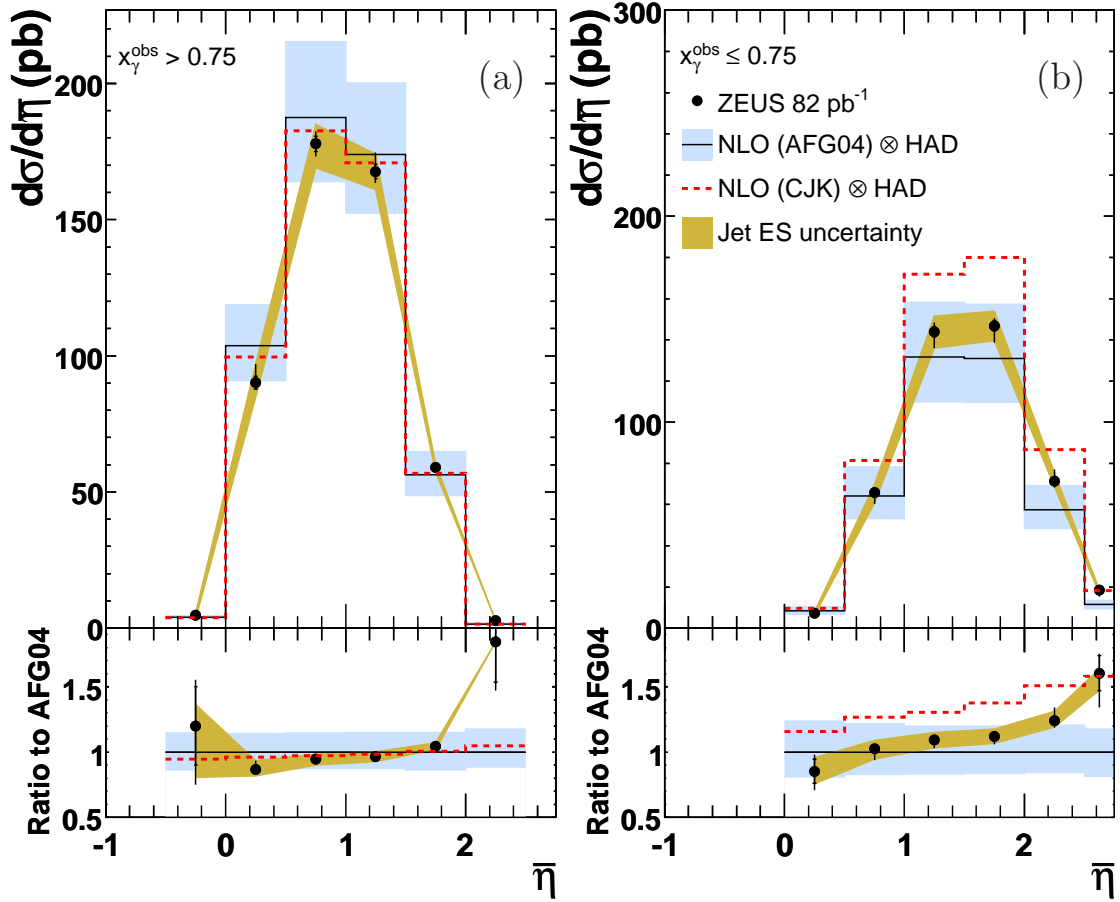 dσ/dη̅ (pb)
x_γ^obs > 0.75
(a)
200
150
100
50
0
Ratio to AFG04
1.5
1
0.5
-1 0 1 2
η̅
dσ/dη̅ (pb)
300
x_γ^obs ≤ 0.75
(b)
ZEUS 82 pb⁻¹
NLO (AFG04) ⊗ HAD
NLO (CJK) ⊗ HAD
Jet ES uncertainty
200
100
0
Ratio to AFG04
1.5
1
0.5
-1 0 1 2
η̅